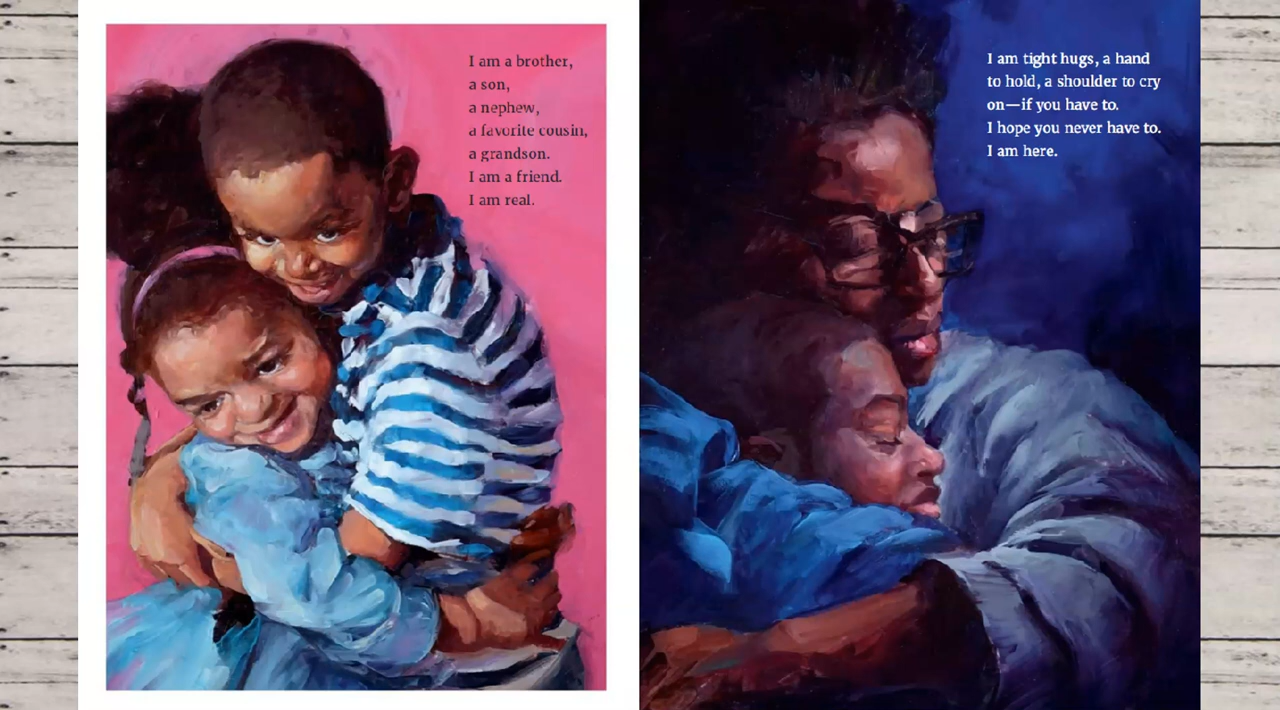 I am a brother,
a son,
a nephew,
a favorite cousin,
a grandson.
I am a friend.
I am real.
I am tight hugs, a hand
to hold, a shoulder to cry
on—if you have to.
I hope you never have to.
I am here.